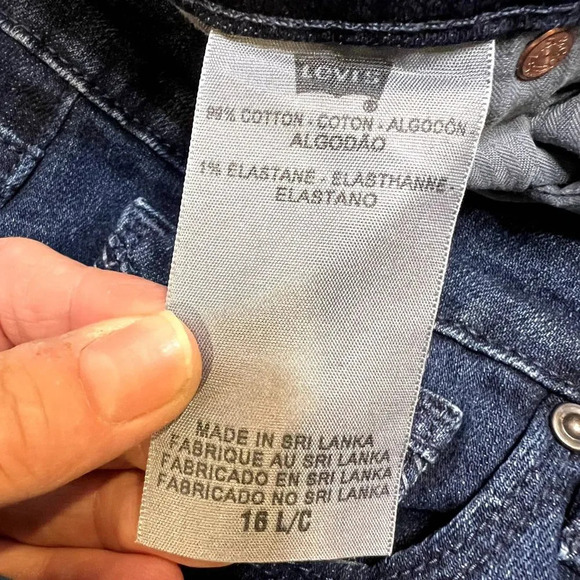 LEVI'S
®
99% COTTON - COTON - ALGODÓN -
ALGODÃO
1% ELASTANE - ELASTHANNE -
ELASTANO
MADE IN SRI LANKA
FABRIQUE AU SRI LANKA
FABRICADO EN SRI LANKA
FABRICADO NO SRI LANKA
16 L/C